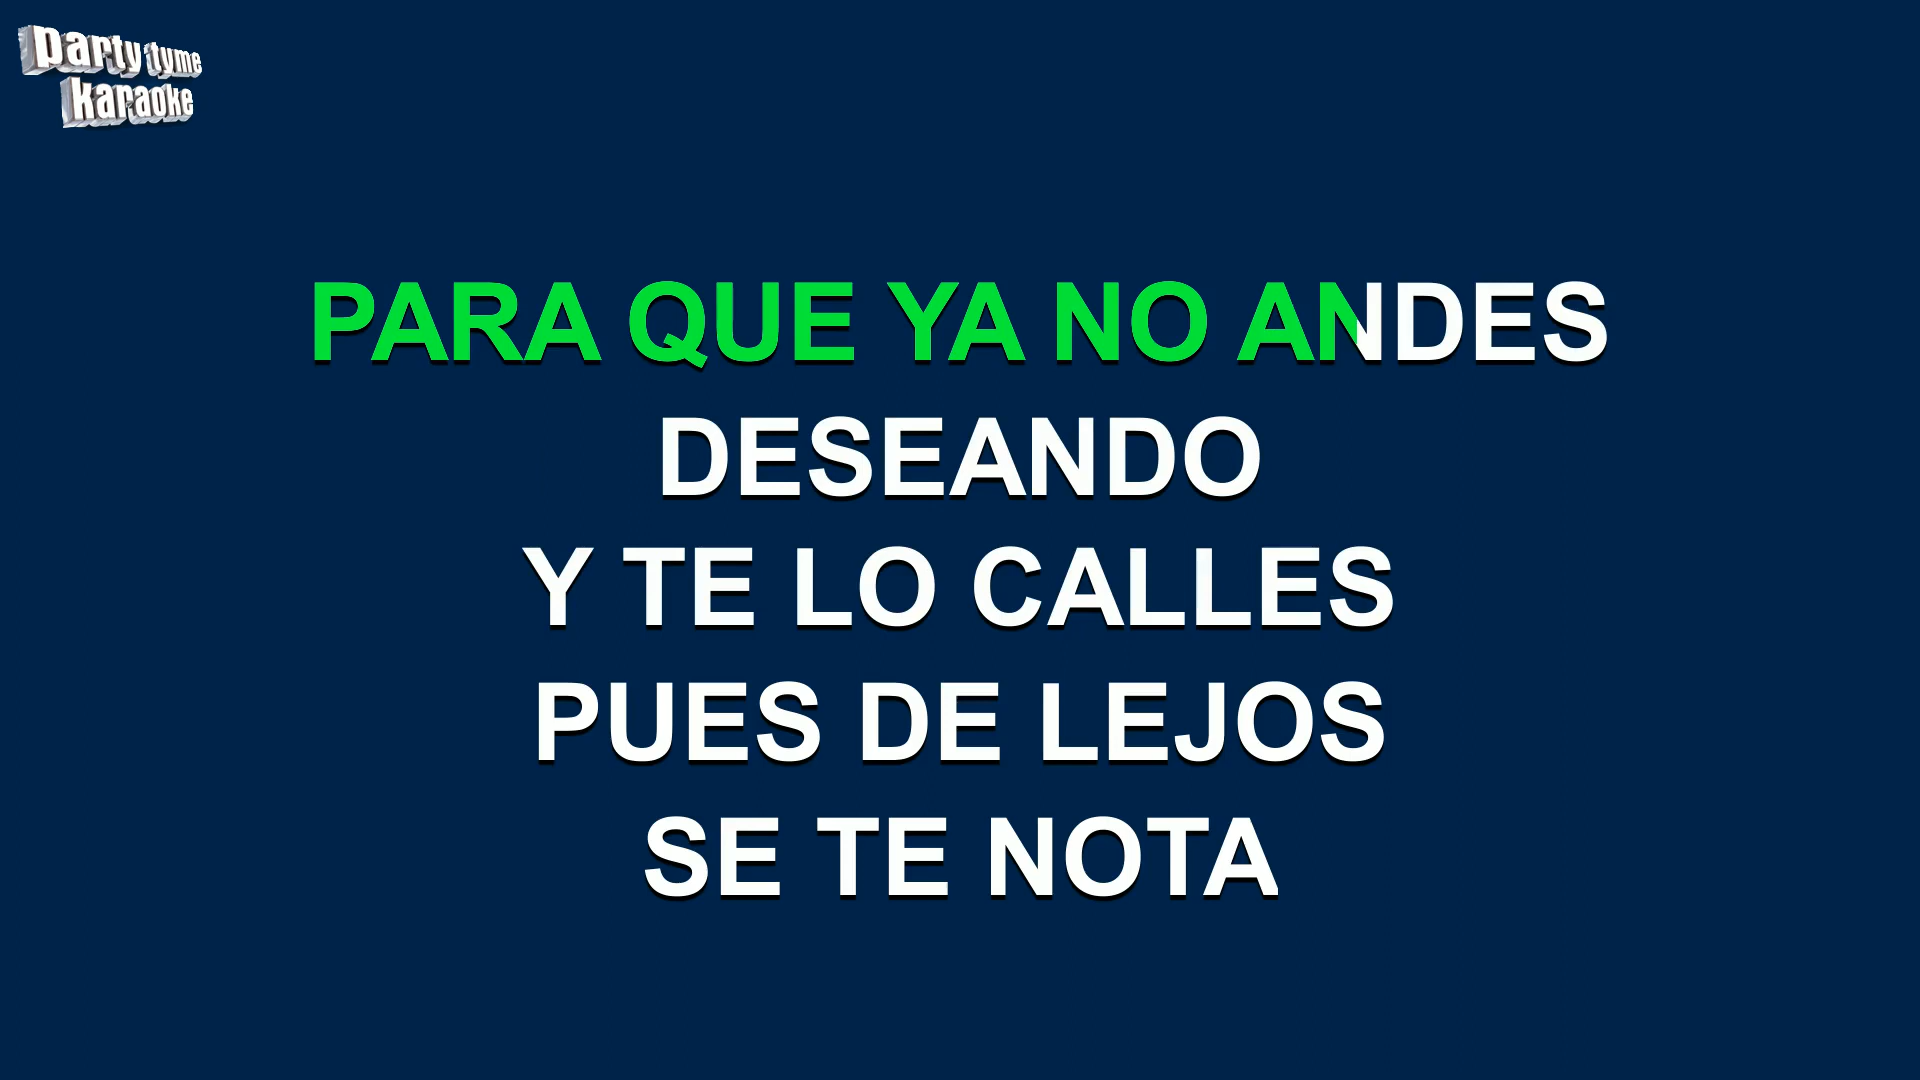 party tyme
karaoke
PARA QUE YA NO ANDES
DESEANDO
Y TE LO CALLES
PUES DE LEJOS
SE TE NOTA